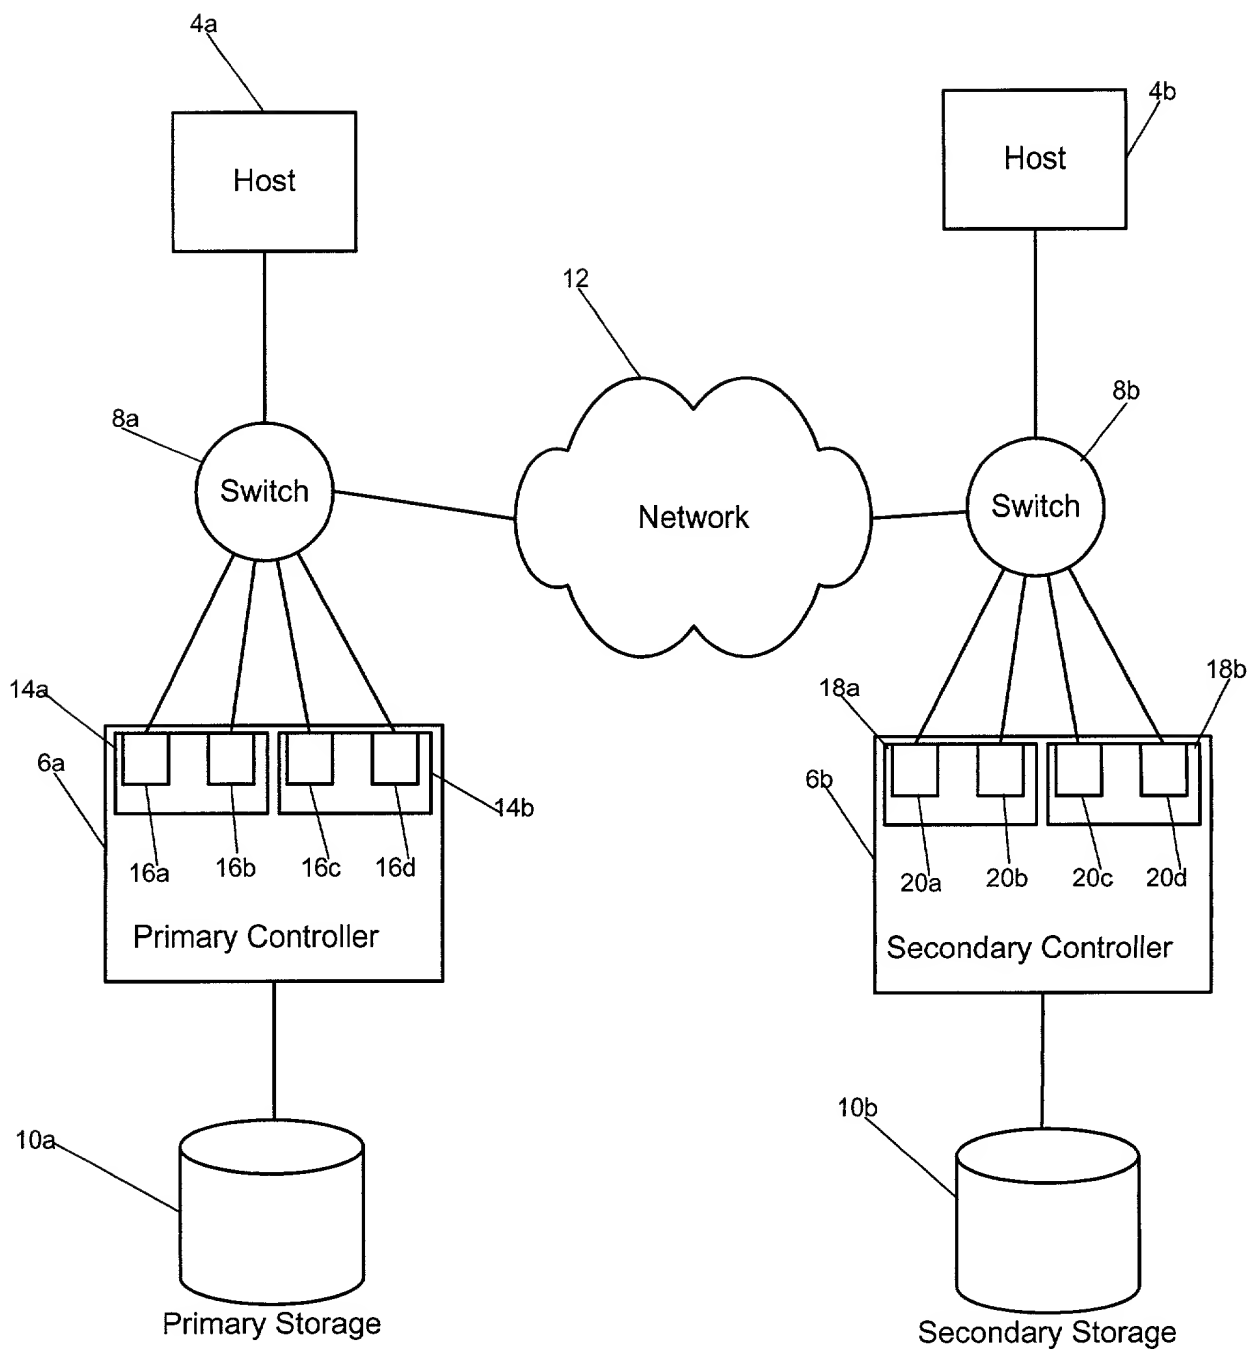 4a
4b
Host
Host
12
8a
8b
Switch
Network
Switch
14a
18a
18b
6a
6b
14b
16a
16b
16c
16d
20a
20b
20c
20d
Primary Controller
Secondary Controller
10a
10b
Primary Storage
Secondary Storage